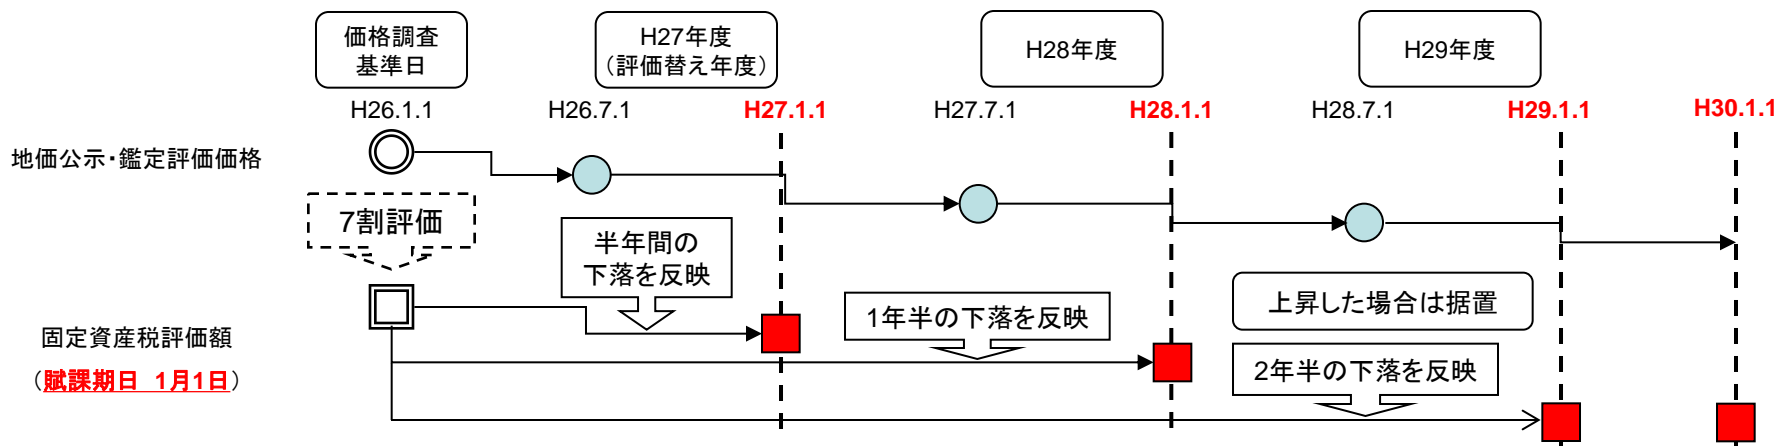 価格調査
基準日
H27年度
（評価替え年度）
H28年度
H29年度
H26.1.1
H26.7.1
H27.1.1
H27.7.1
H28.1.1
H28.7.1
H29.1.1
H30.1.1
地価公示・鑑定評価価格
7割評価
半年間の
下落を反映
1年半の下落を反映
上昇した場合は据置
2年半の下落を反映
固定資産税評価額
（賦課期日 1月1日）